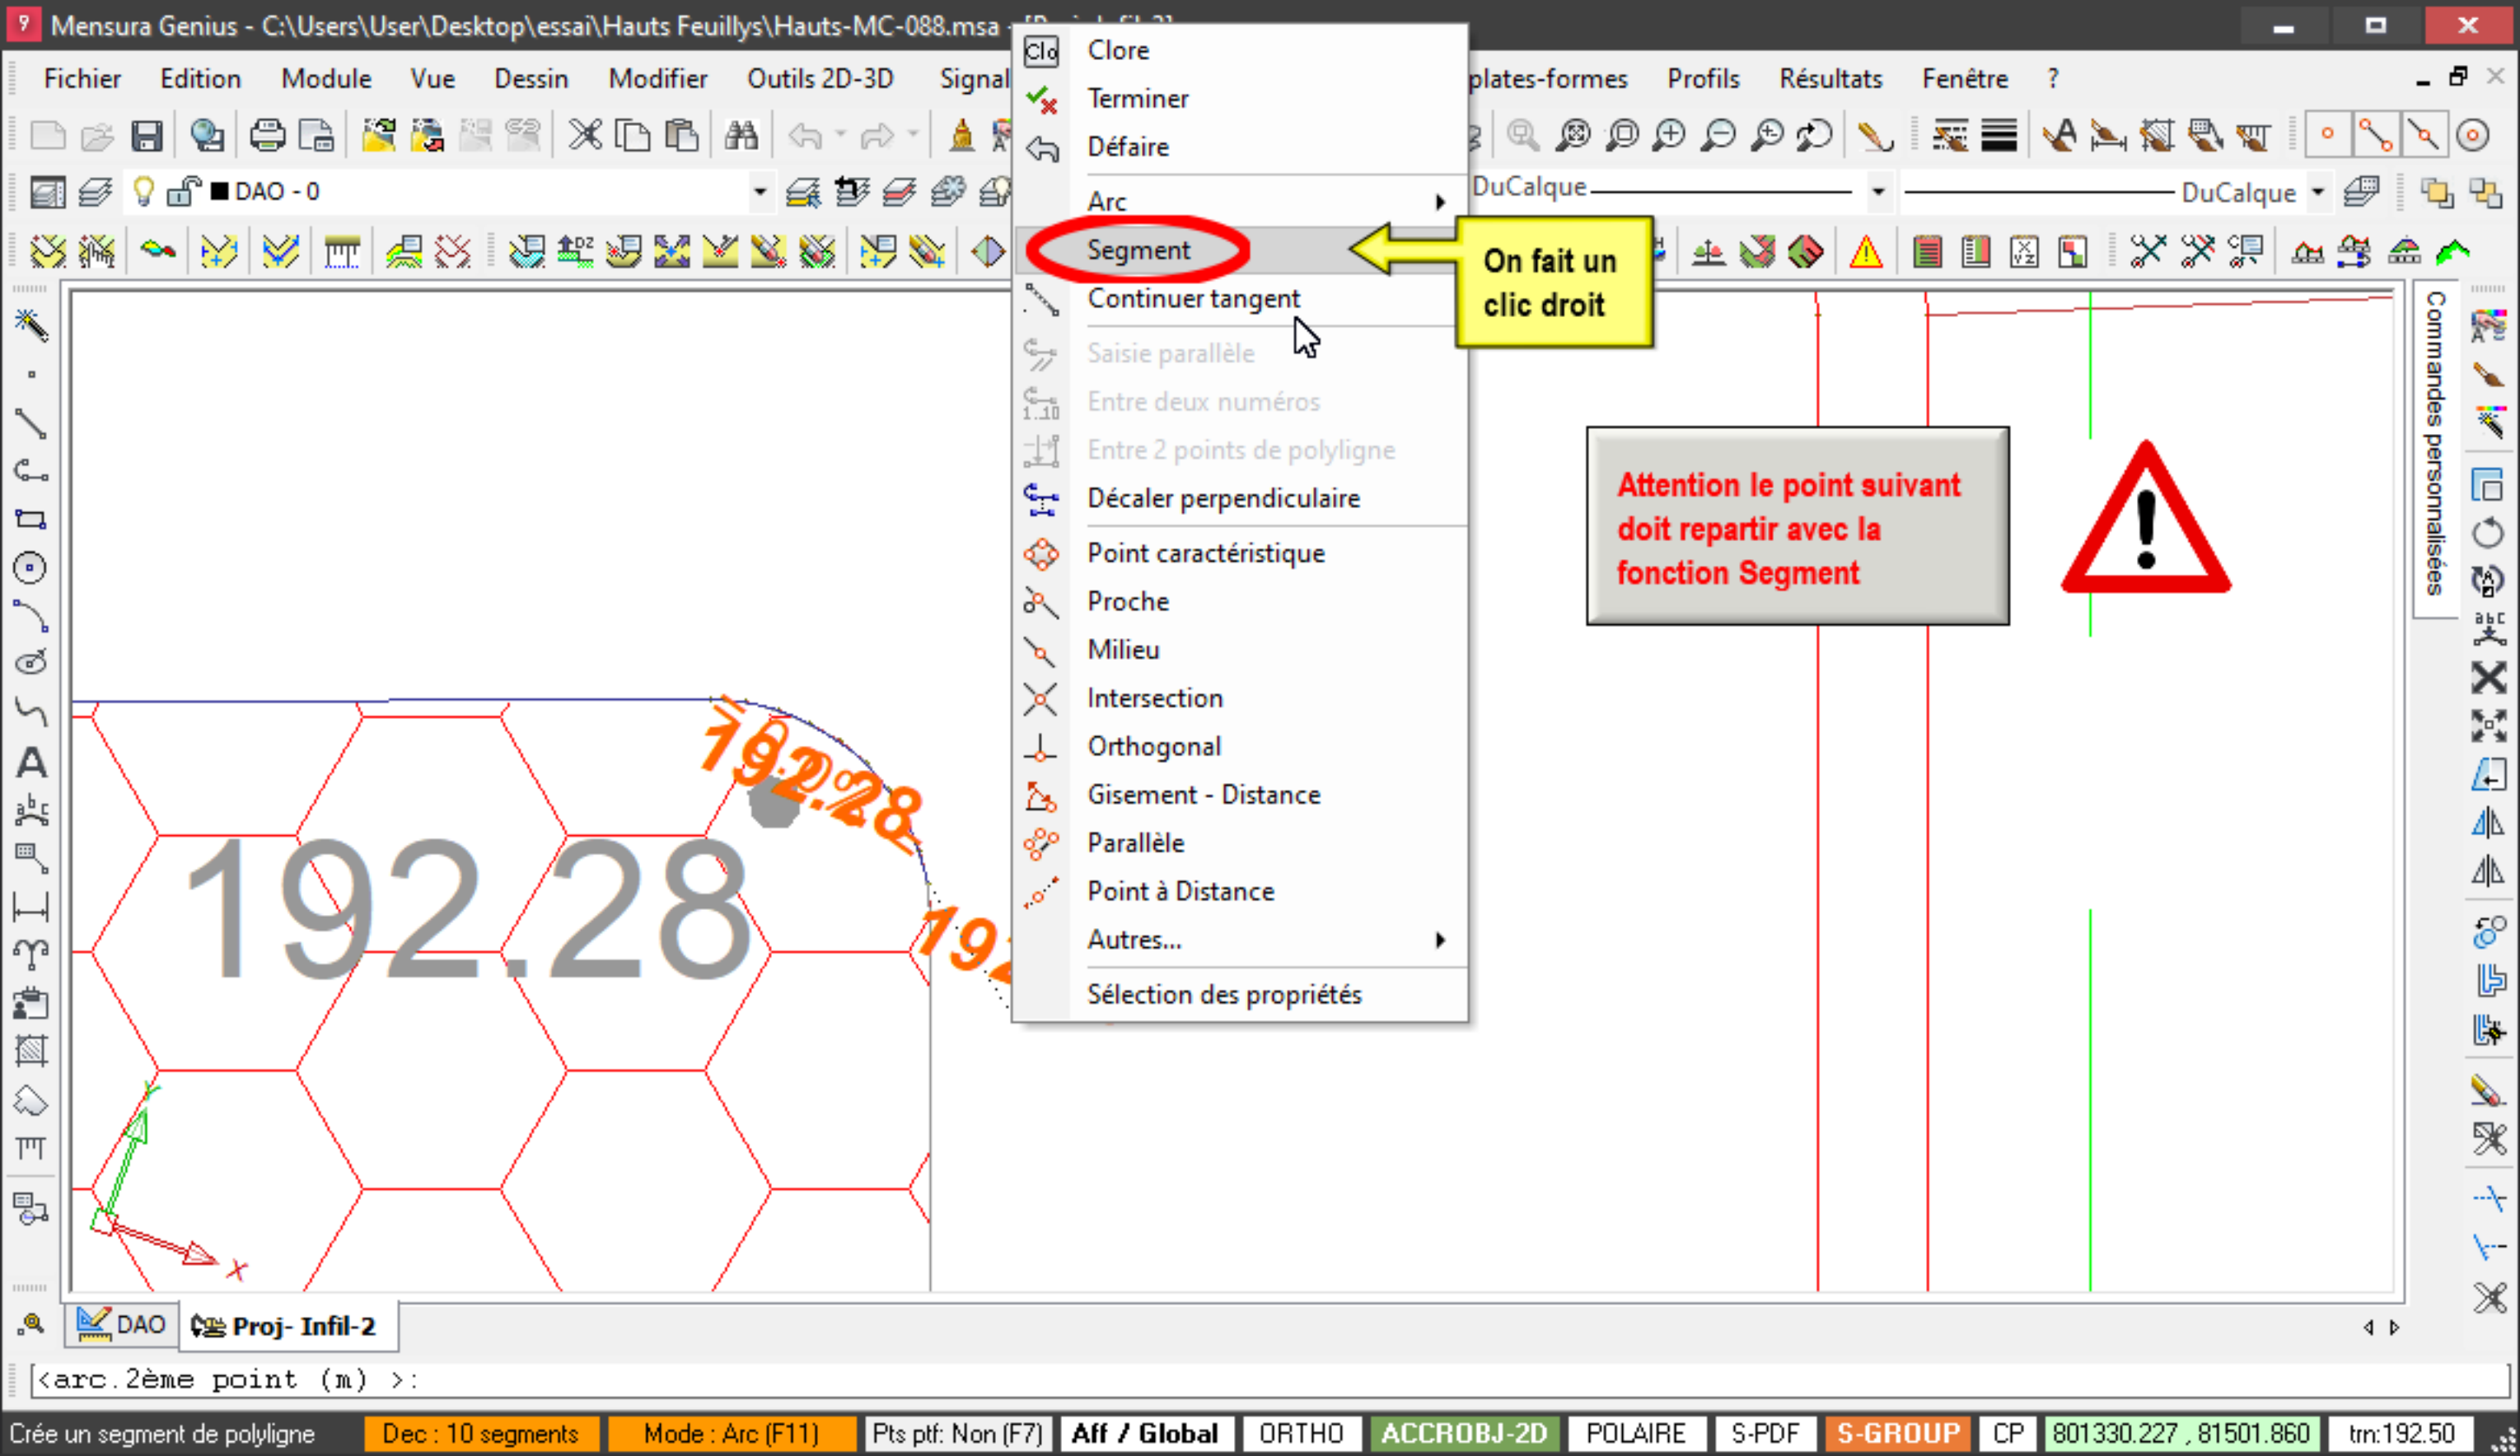 9 Mensura Genius - C:\Users\User\Desktop\essai\Hauts Feuillys\Hauts-MC-088.msa
Fichier Edition Module Vue Dessin Modifier Outils 2D-3D Signal plates-formes Profils Résultats Fenêtre ?
DAO - 0
DuCalque
DuCalque
Clo Clore
Terminer
Défaire
Arc
Segment
Continuer tangent
Saisie parallèle
Entre deux numéros
Entre 2 points de polyligne
Décaler perpendiculaire
Point caractéristique
Proche
Milieu
Intersection
Orthogonal
Gisement - Distance
Parallèle
Point à Distance
Autres...
Sélection des propriétés
On fait un
clic droit
Attention le point suivant
doit repartir avec la
fonction Segment
!
Commandes personnalisées
192.28
192.28
192
Y
X
DAO Proj- Infil-2
<arc.2ème point (m) >:
Crée un segment de polyligne Dec : 10 segments Mode : Arc (F11) Pts ptf: Non (F7) Aff / Global ORTHO ACCROBJ-2D POLAIRE S-PDF S-GROUP CP 801330.227 , 81501.860 trn:192.50